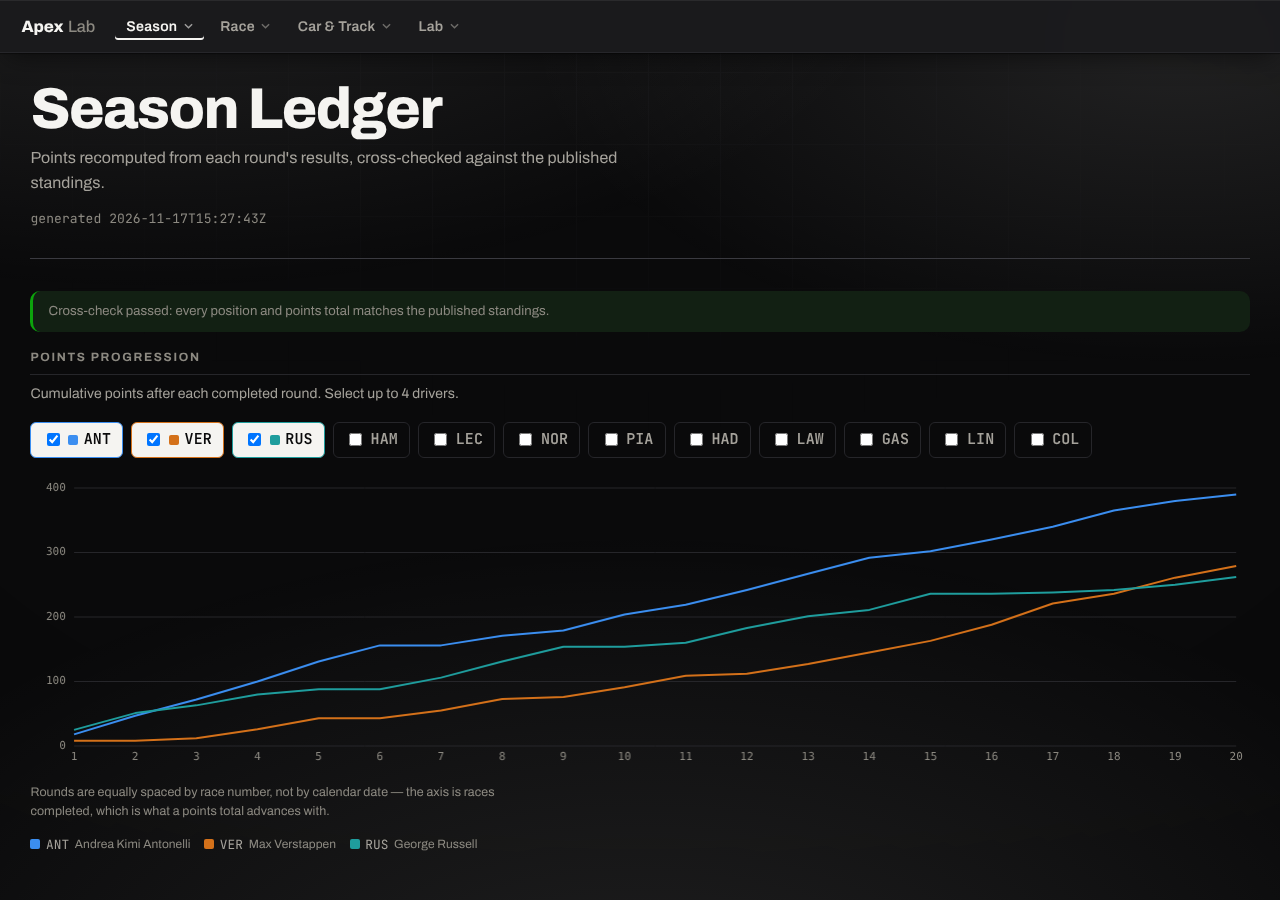 Apex Lab Season Race Car & Track Lab
Season Ledger
Points recomputed from each round's results, cross-checked against the published
standings.
generated 2026-11-17T15:27:43Z
Cross-check passed: every position and points total matches the published standings.
POINTS PROGRESSION
Cumulative points after each completed round. Select up to 4 drivers.
ANT VER RUS HAM LEC NOR PIA HAD LAW GAS LIN COL
400
300
200
100
0
1 2 3 4 5 6 7 8 9 10 11 12 13 14 15 16 17 18 19 20
Rounds are equally spaced by race number, not by calendar date — the axis is races
completed, which is what a points total advances with.
ANT Andrea Kimi Antonelli VER Max Verstappen RUS George Russell